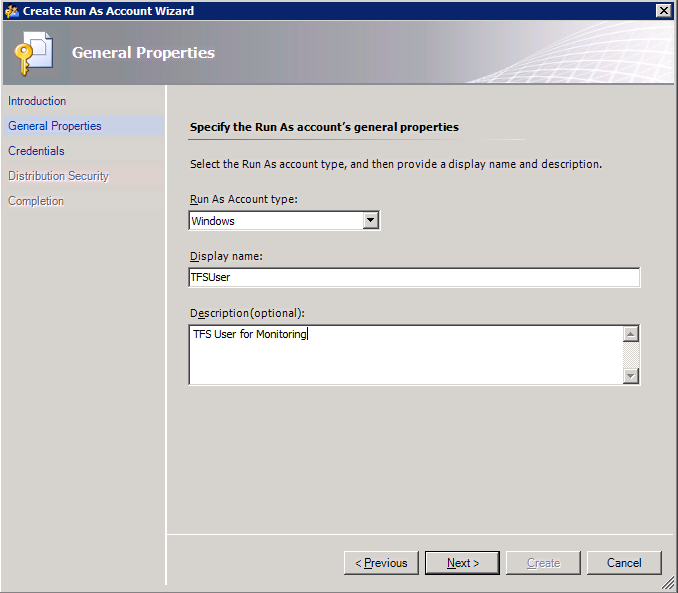 Create Run As Account Wizard
General Properties
Introduction
General Properties
Credentials
Distribution Security
Completion
Specify the Run As account's general properties
Select the Run As account type, and then provide a display name and description.
Run As Account type:
Windows
Display name:
TFSUser
Description(optional):
TFS User for Monitoring
< Previous
Next >
Create
Cancel